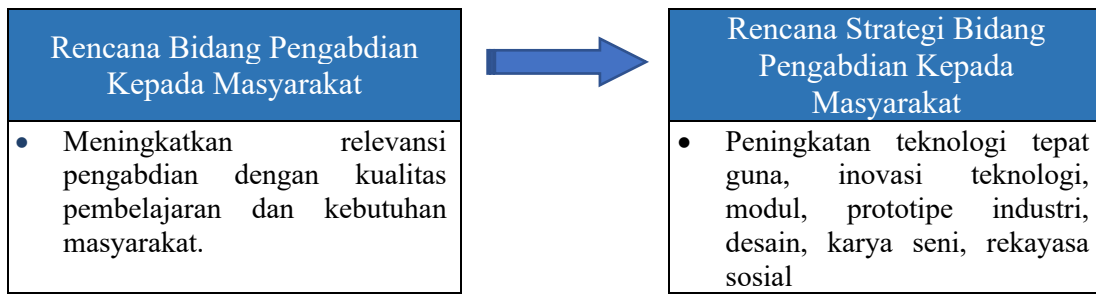 Rencana Bidang Pengabdian
Kepada Masyarakat
• Meningkatkan relevansi
pengabdian dengan kualitas
pembelajaran dan kebutuhan
masyarakat.
Rencana Strategi Bidang
Pengabdian Kepada
Masyarakat
• Peningkatan teknologi tepat
guna, inovasi teknologi,
modul, prototipe industri,
desain, karya seni, rekayasa
sosial